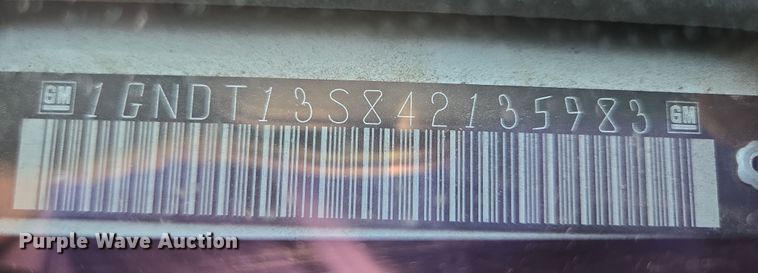 GM 1GNDT13S842135983 GM
Purple Wave Auction